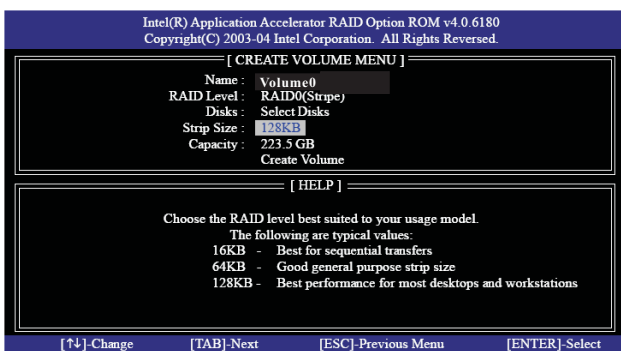 Intel(R) Application Accelerator RAID Option ROM v4.0.6180
Copyright(C) 2003-04 Intel Corporation. All Rights Reversed.
[ CREATE VOLUME MENU ]
Name : Volume0
RAID Level : RAID0(Stripe)
Disks : Select Disks
Strip Size : 128KB
Capacity : 223.5 GB
Create Volume
[ HELP ]
Choose the RAID level best suited to your usage model.
The following are typical values:
16KB - Best for sequential transfers
64KB - Good general purpose strip size
128KB - Best performance for most desktops and workstations
[↑↓]-Change [TAB]-Next [ESC]-Previous Menu [ENTER]-Select